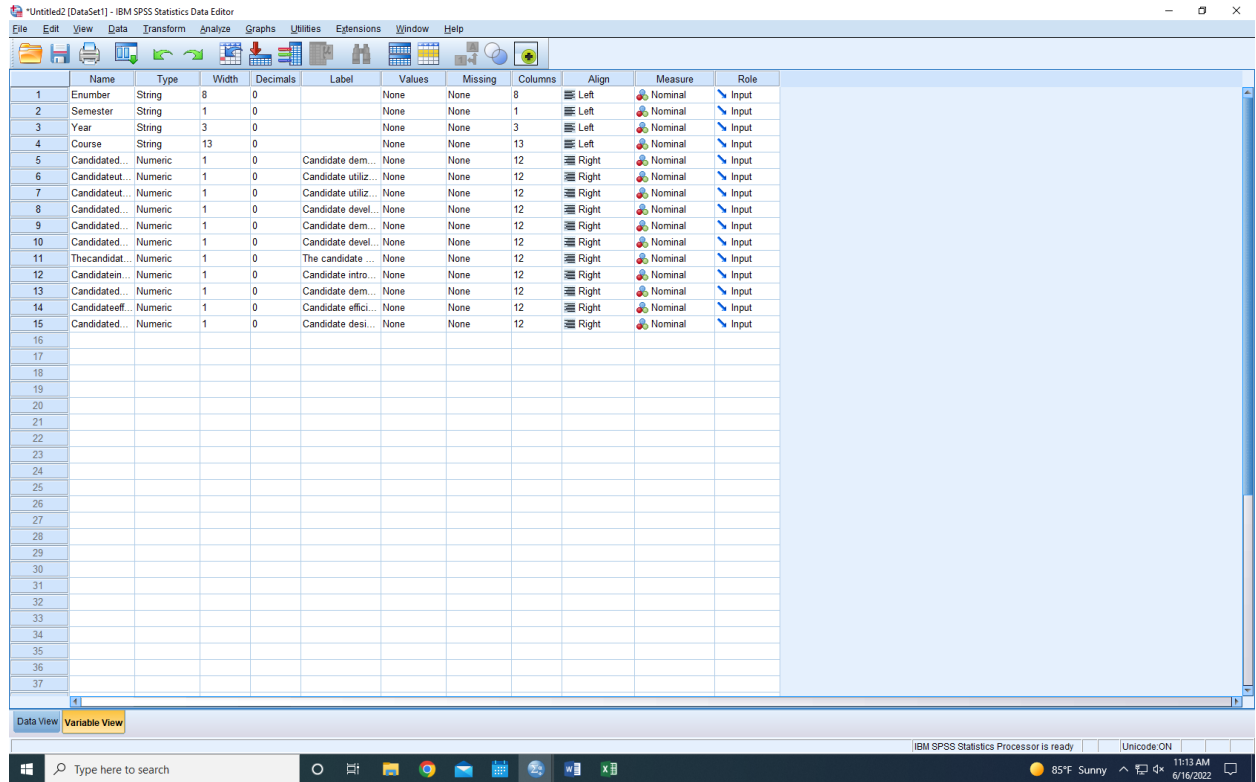 *Untitled2 [DataSet1] - IBM SPSS Statistics Data Editor
File Edit View Data Transform Analyze Graphs Utilities Extensions Window Help
Name Type Width Decimals Label Values Missing Columns Align Measure Role
1 Enumber String 8 0 None None 8 Left Nominal Input
2 Semester String 1 0 None None 1 Left Nominal Input
3 Year String 3 0 None None 3 Left Nominal Input
4 Course String 13 0 None None 13 Left Nominal Input
5 Candidated... Numeric 1 0 Candidate dem... None None 12 Right Nominal Input
6 Candidateut... Numeric 1 0 Candidate utiliz... None None 12 Right Nominal Input
7 Candidateut... Numeric 1 0 Candidate utiliz... None None 12 Right Nominal Input
8 Candidated... Numeric 1 0 Candidate devel... None None 12 Right Nominal Input
9 Candidated... Numeric 1 0 Candidate dem... None None 12 Right Nominal Input
10 Candidated... Numeric 1 0 Candidate devel... None None 12 Right Nominal Input
11 Thecandidat... Numeric 1 0 The candidate ... None None 12 Right Nominal Input
12 Candidatein... Numeric 1 0 Candidate intro... None None 12 Right Nominal Input
13 Candidated... Numeric 1 0 Candidate dem... None None 12 Right Nominal Input
14 Candidateeff... Numeric 1 0 Candidate effici... None None 12 Right Nominal Input
15 Candidated... Numeric 1 0 Candidate desi... None None 12 Right Nominal Input
16
17
18
19
20
21
22
23
24
25
26
27
28
29
30
31
32
33
34
35
36
37
Data View Variable View
IBM SPSS Statistics Processor is ready Unicode:ON
Type here to search 85°F Sunny 11:13 AM
6/16/2022